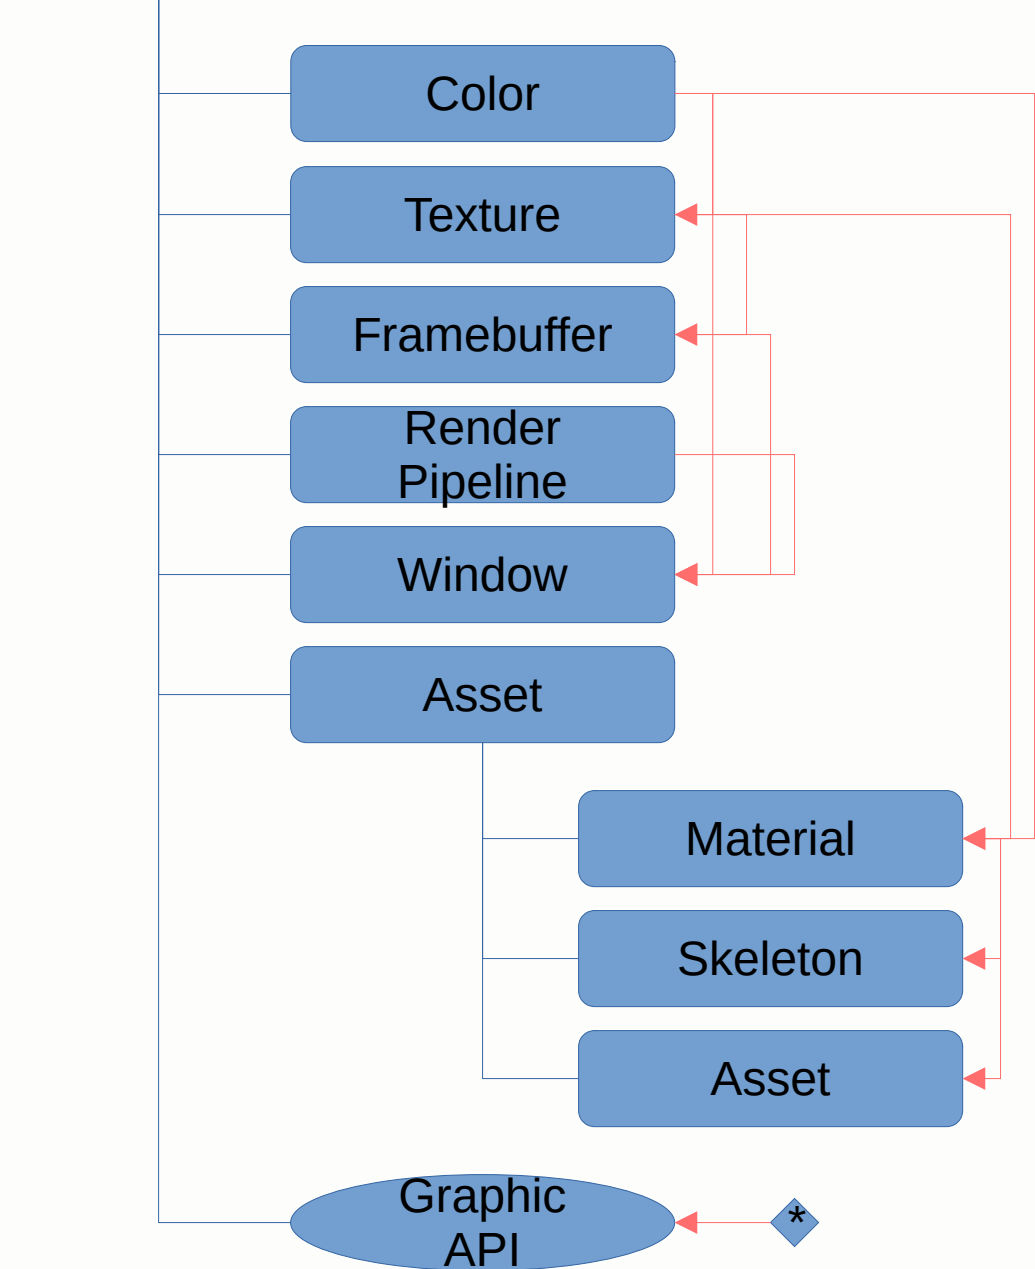 Color
Texture
Framebuffer
Render
Pipeline
Window
Asset
Material
Skeleton
Asset
Graphic
API
*